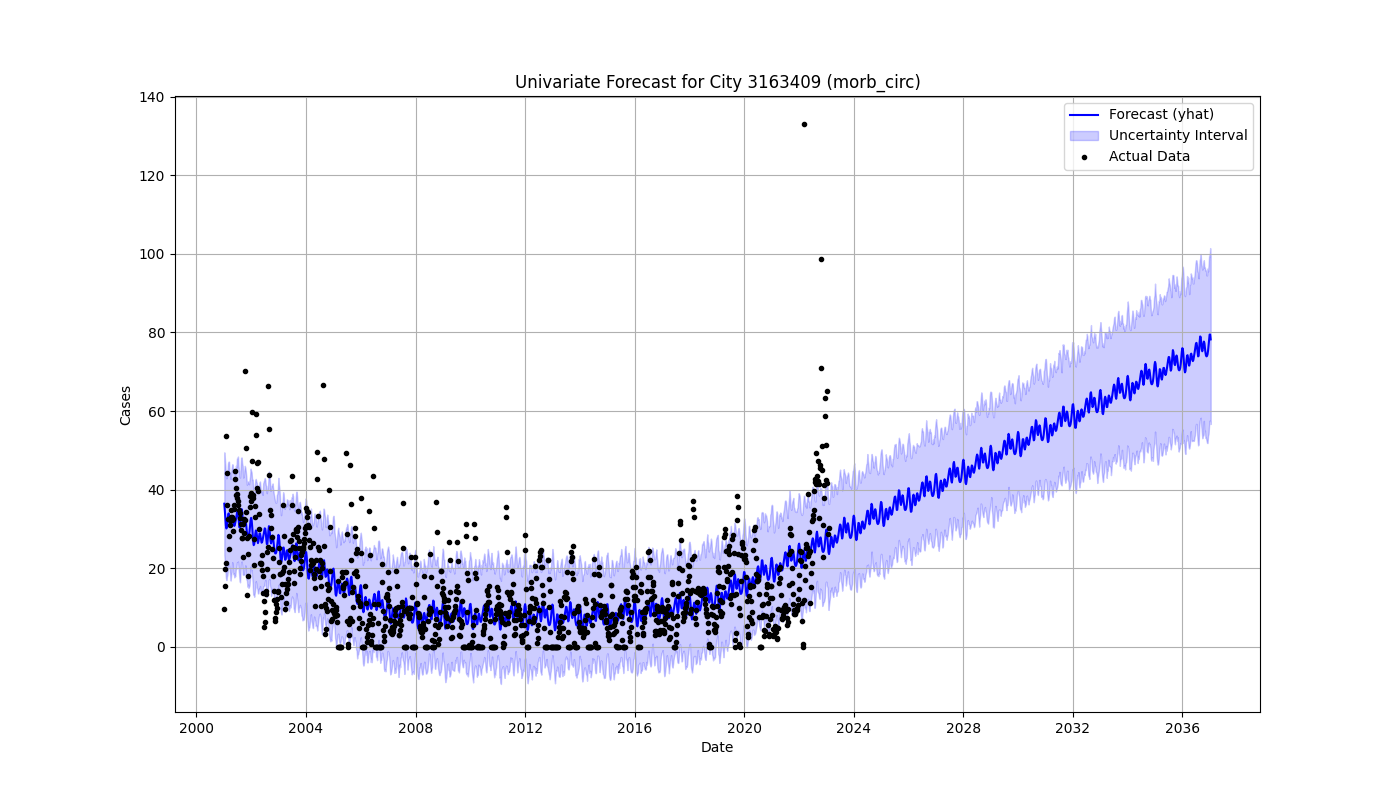 Univariate Forecast for City 3163409 (morb_circ)
Forecast (yhat)
Uncertainty Interval
Actual Data
Cases
140
120
100
80
60
40
20
0
2000 2004 2008 2012 2016 2020 2024 2028 2032 2036
Date